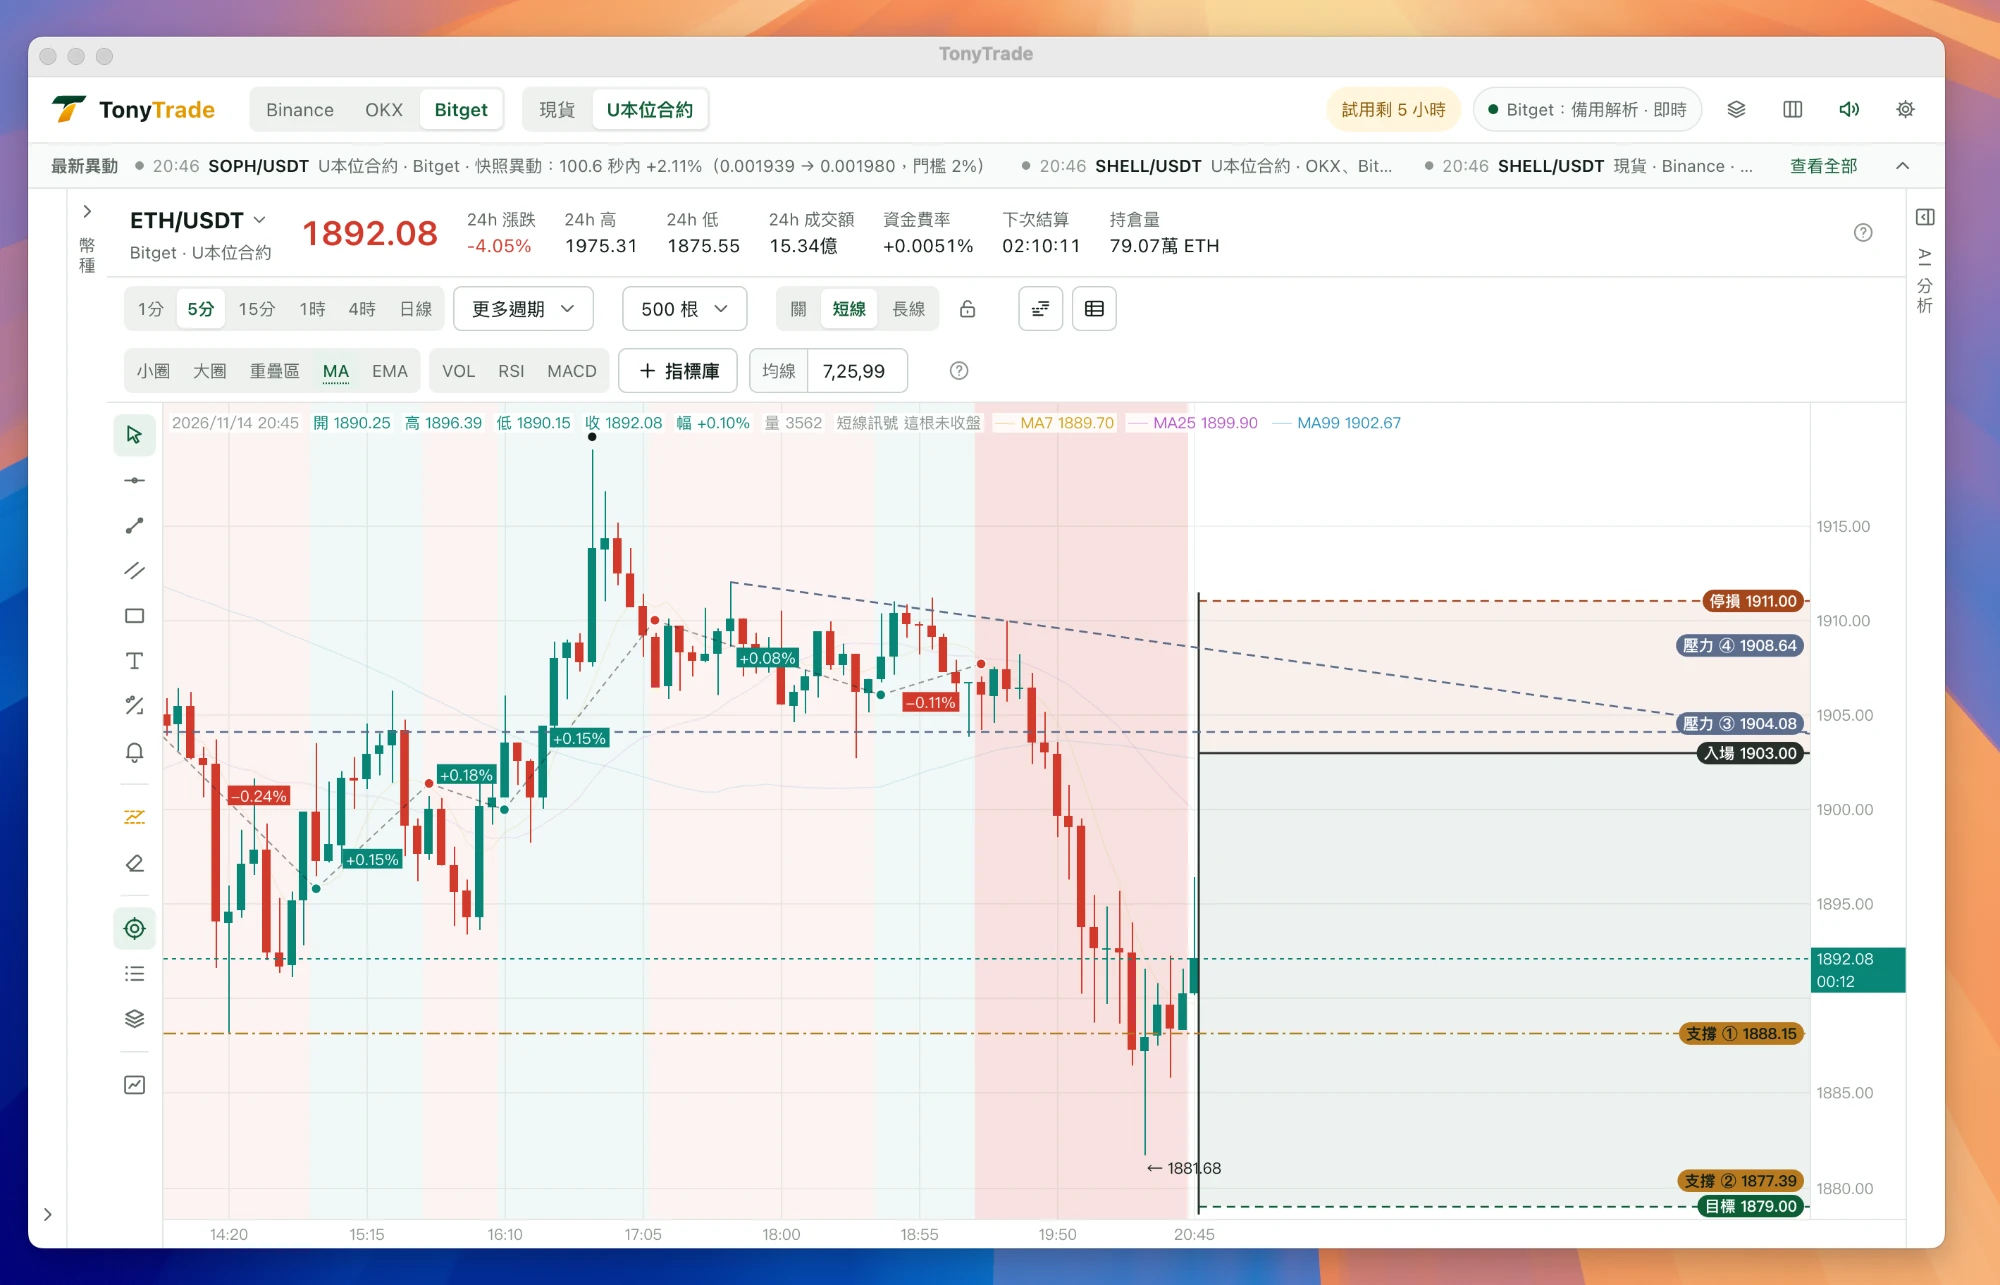 TonyTrade
TonyTrade
Binance OKX Bitget 現貨 U本位合約
試用剩 5 小時 Bitget：備用解析 · 即時
最新異動 20:46 SOPH/USDT U本位合約 · Bitget · 快照異動：100.6 秒內 +2.11%（0.001939 → 0.001980，門檻 2%） 20:46 SHELL/USDT U本位合約 · OKX、Bit... 20:46 SHELL/USDT 現貨 · Binance · ... 查看全部
幣種
ETH/USDT
Bitget · U本位合約
1892.08
24h 漲跌 24h 高 24h 低 24h 成交額 資金費率 下次結算 持倉量
-4.05% 1975.31 1875.55 15.34億 +0.0051% 02:10:11 79.07萬 ETH
AI 分析
1分 5分 15分 1時 4時 日線 更多週期 500 根 關 短線 長線
小圈 大圈 重疊區 MA EMA VOL RSI MACD + 指標庫 均線 7,25,99
2026/11/14 20:45 開 1890.25 高 1896.39 低 1890.15 收 1892.08 幅 +0.10% 量 3562 短線訊號 這根未收盤 MA7 1889.70 MA25 1899.90 MA99 1902.67
1915.00
停損 1911.00
1910.00
壓力 ④ 1908.64
+0.08%
−0.11%
1905.00
壓力 ③ 1904.08
+0.15%
入場 1903.00
+0.18%
−0.24%
1900.00
+0.15%
1895.00
1892.08
00:12
支撐 ① 1888.15
1885.00
← 1881.68
支撐 ② 1877.39
1880.00
目標 1879.00
14:20 15:15 16:10 17:05 18:00 18:55 19:50 20:45